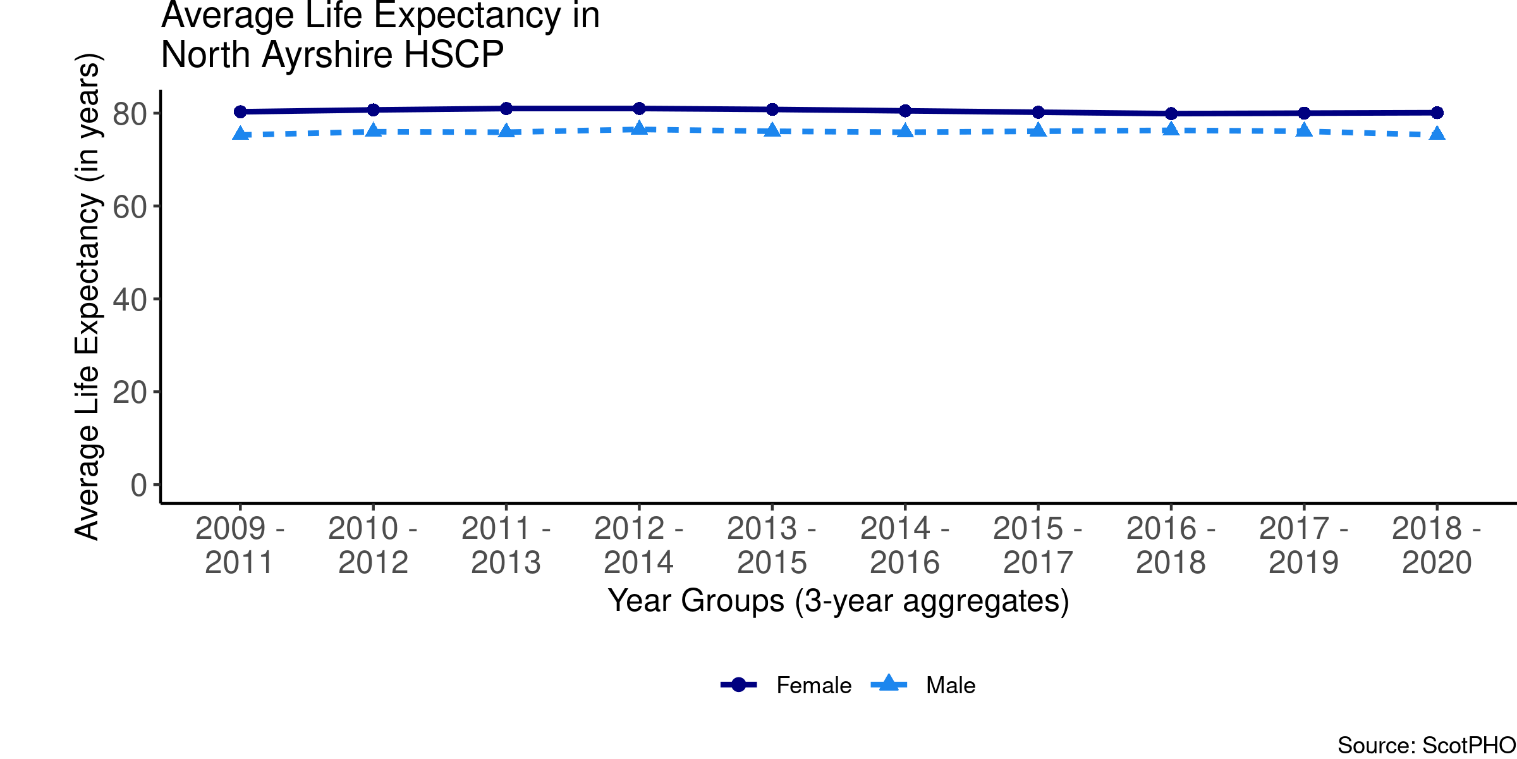 Average Life Expectancy in
North Ayrshire HSCP
Average Life Expectancy (in years)
80
60
40
20
0
2009 - 2010 - 2011 - 2012 - 2013 - 2014 - 2015 - 2016 - 2017 - 2018 -
2011 2012 2013 2014 2015 2016 2017 2018 2019 2020
Year Groups (3-year aggregates)
Female Male
Source: ScotPHO